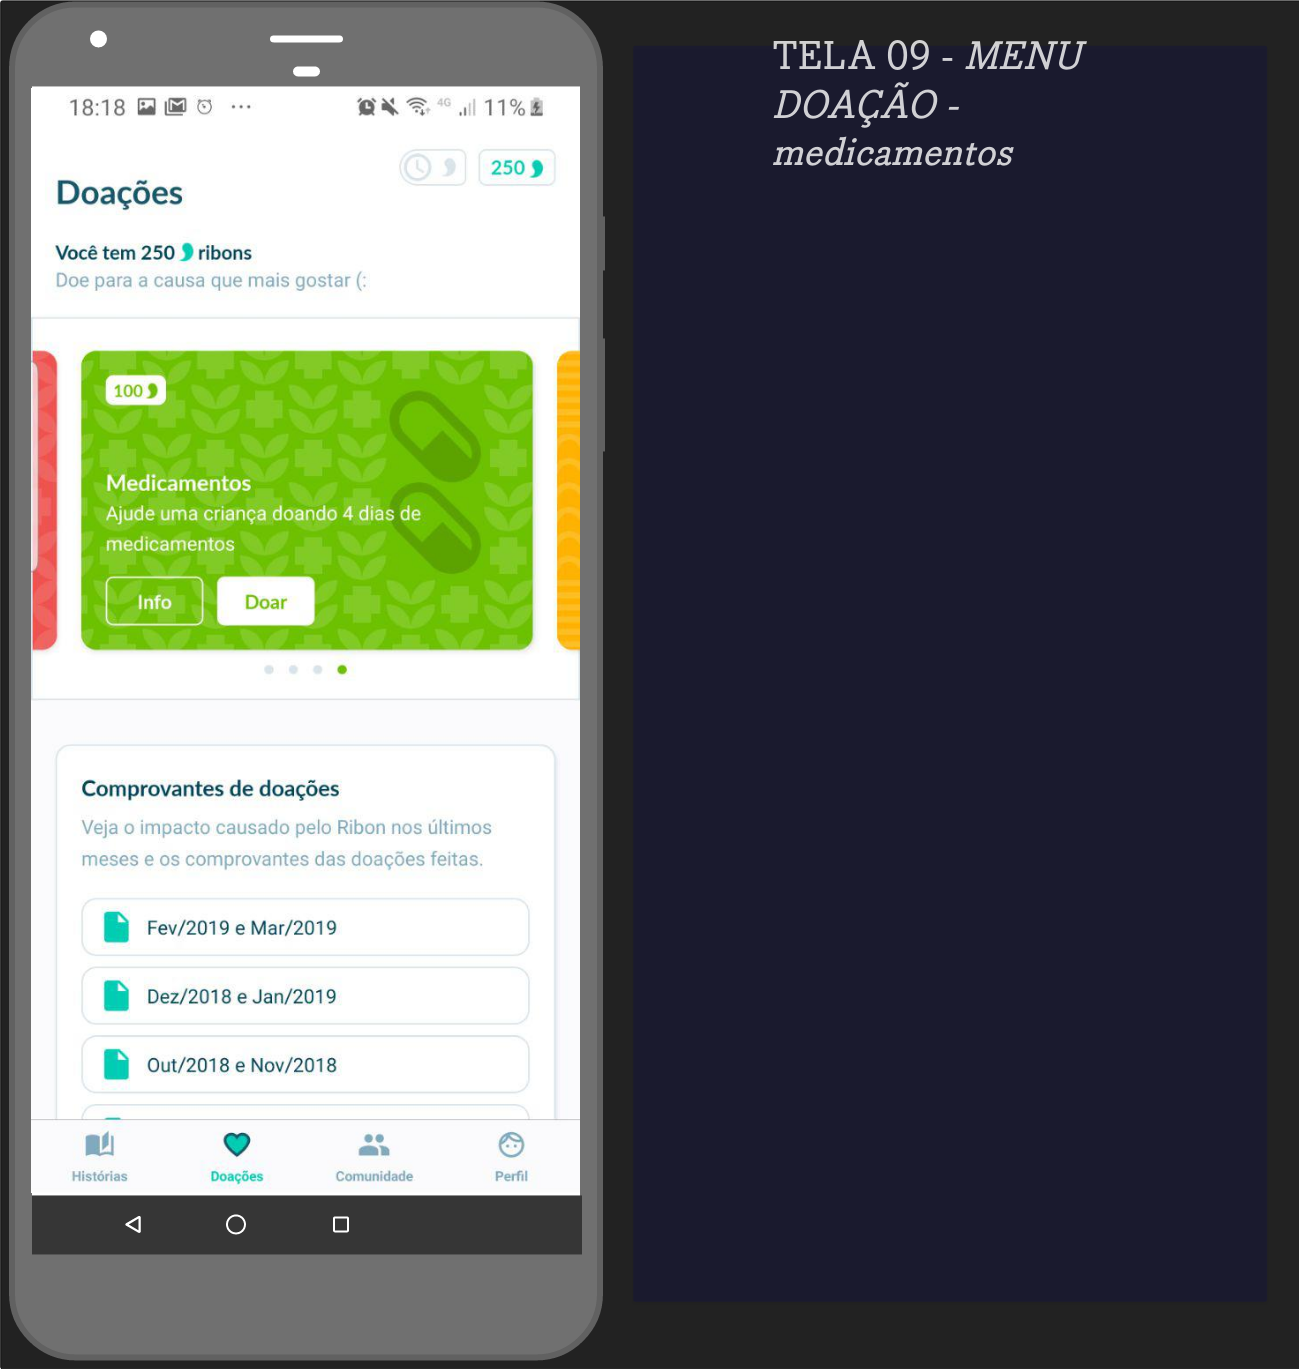 TELA 09 - MENU
DOAÇÃO -
medicamentos
18:18
4G
11%
250
Doações
Você tem 250 ribons
Doe para a causa que mais gostar (:
100
Medicamentos
Ajude uma criança doando 4 dias de
medicamentos
Info
Doar
Comprovantes de doações
Veja o impacto causado pelo Ribon nos últimos
meses e os comprovantes das doações feitas.
Fev/2019 e Mar/2019
Dez/2018 e Jan/2019
Out/2018 e Nov/2018
Histórias
Doações
Comunidade
Perfil